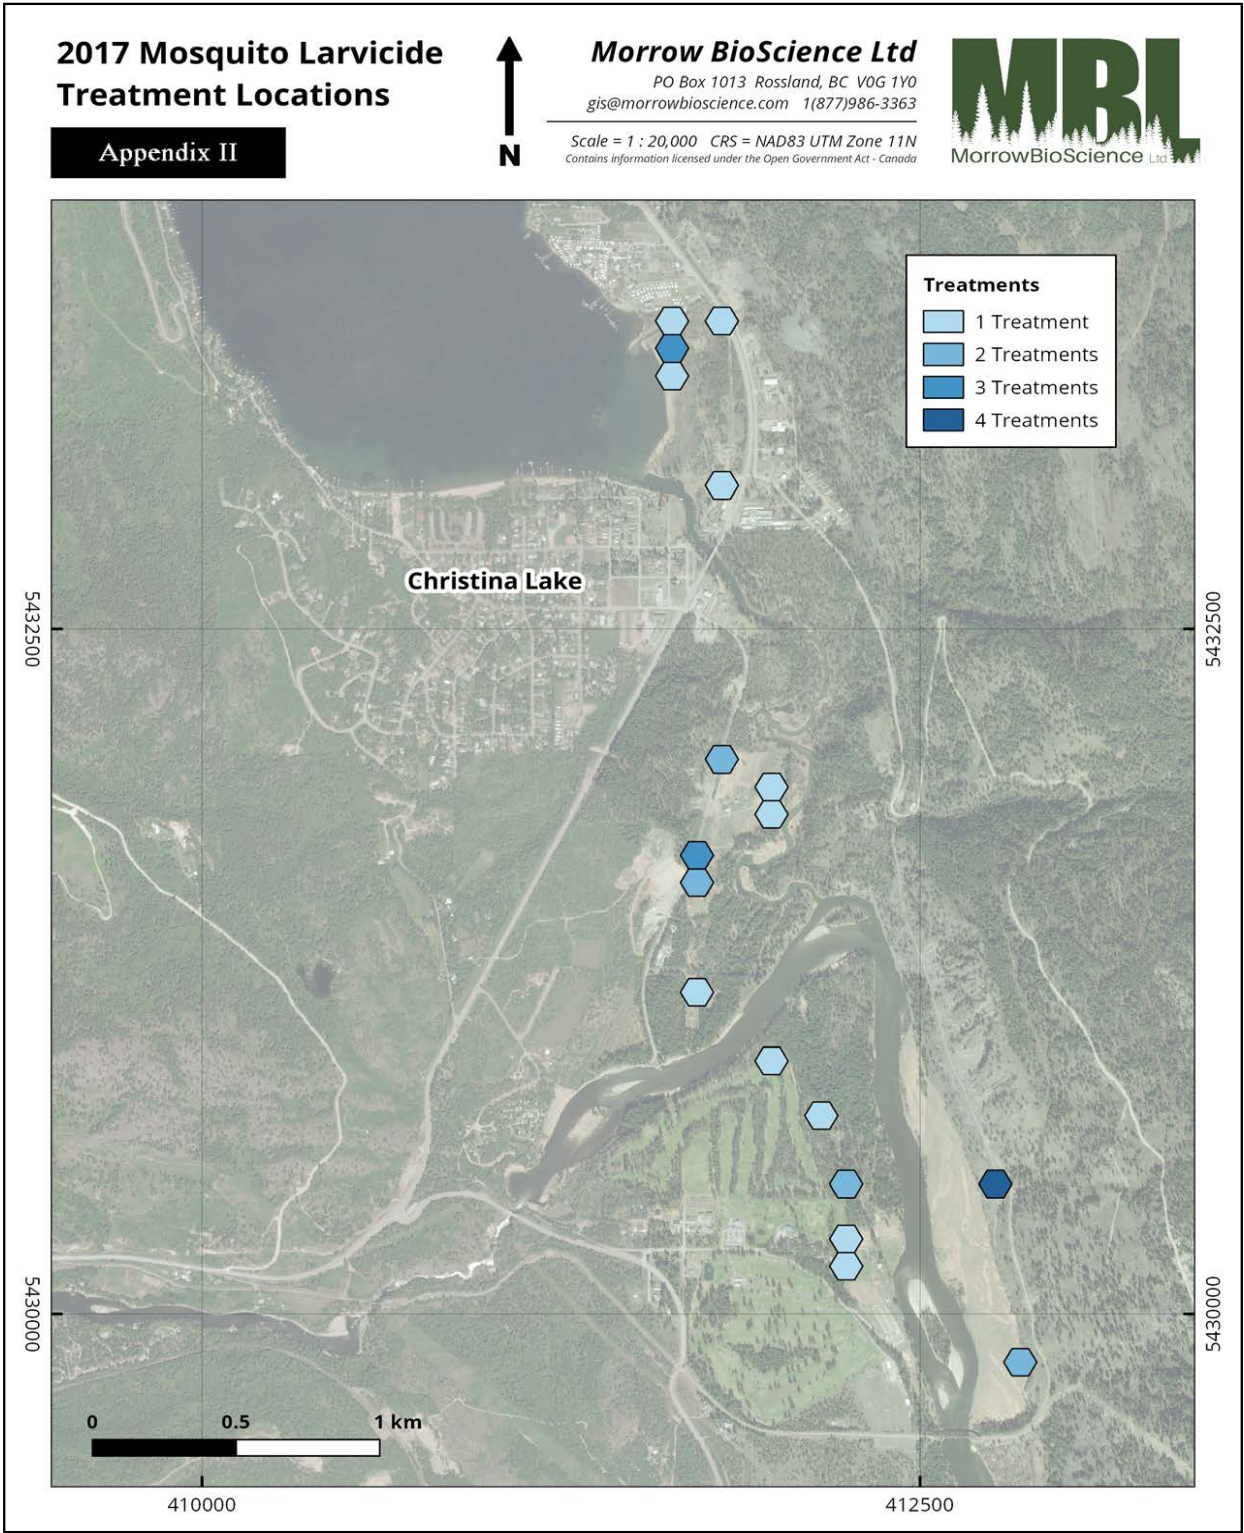 2017 Mosquito Larvicide
Treatment Locations
Appendix II
N
Morrow BioScience Ltd
PO Box 1013 Rossland, BC V0G 1Y0
gis@morrowbioscience.com 1(877)986-3363
Scale = 1 : 20,000 CRS = NAD83 UTM Zone 11N
Contains information licensed under the Open Government Act - Canada
MBL
MorrowBioScience Ltd.
Treatments
1 Treatment
2 Treatments
3 Treatments
4 Treatments
Christina Lake
5432500
5432500
5430000
5430000
0 0.5 1 km
410000
412500